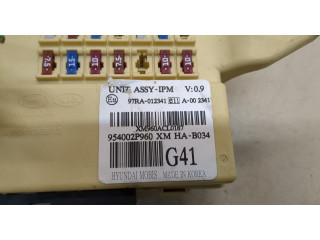 10 15 10 10 10
UNIT ASSY-IPM V:0.9
97RA-012341 e11 A-00 2341
XM960ACL0187
954002P960 XM HA-B034
G41
HYUNDAI MOBIS, MADE IN KOREA